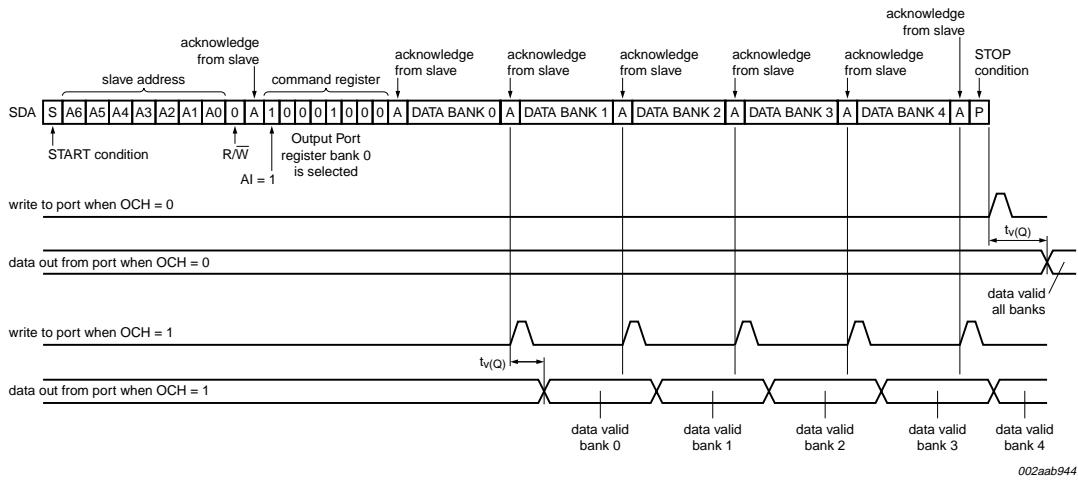 acknowledge from slave
acknowledge from slave
acknowledge from slave
acknowledge from slave
acknowledge from slave
acknowledge from slave
acknowledge from slave
STOP condition
slave address
command register
SDA S A6 A5 A4 A3 A2 A1 A0 0 A 1 0 0 0 1 0 0 0 A DATA BANK 0 A DATA BANK 1 A DATA BANK 2 A DATA BANK 3 A DATA BANK 4 A P
START condition
R/W
AI = 1
Output Port
register bank 0
is selected
write to port when OCH = 0
tv(Q)
data out from port when OCH = 0
data valid
all banks
write to port when OCH = 1
tv(Q)
data out from port when OCH = 1
data valid
bank 0
data valid
bank 1
data valid
bank 2
data valid
bank 3
data valid
bank 4
002aab944